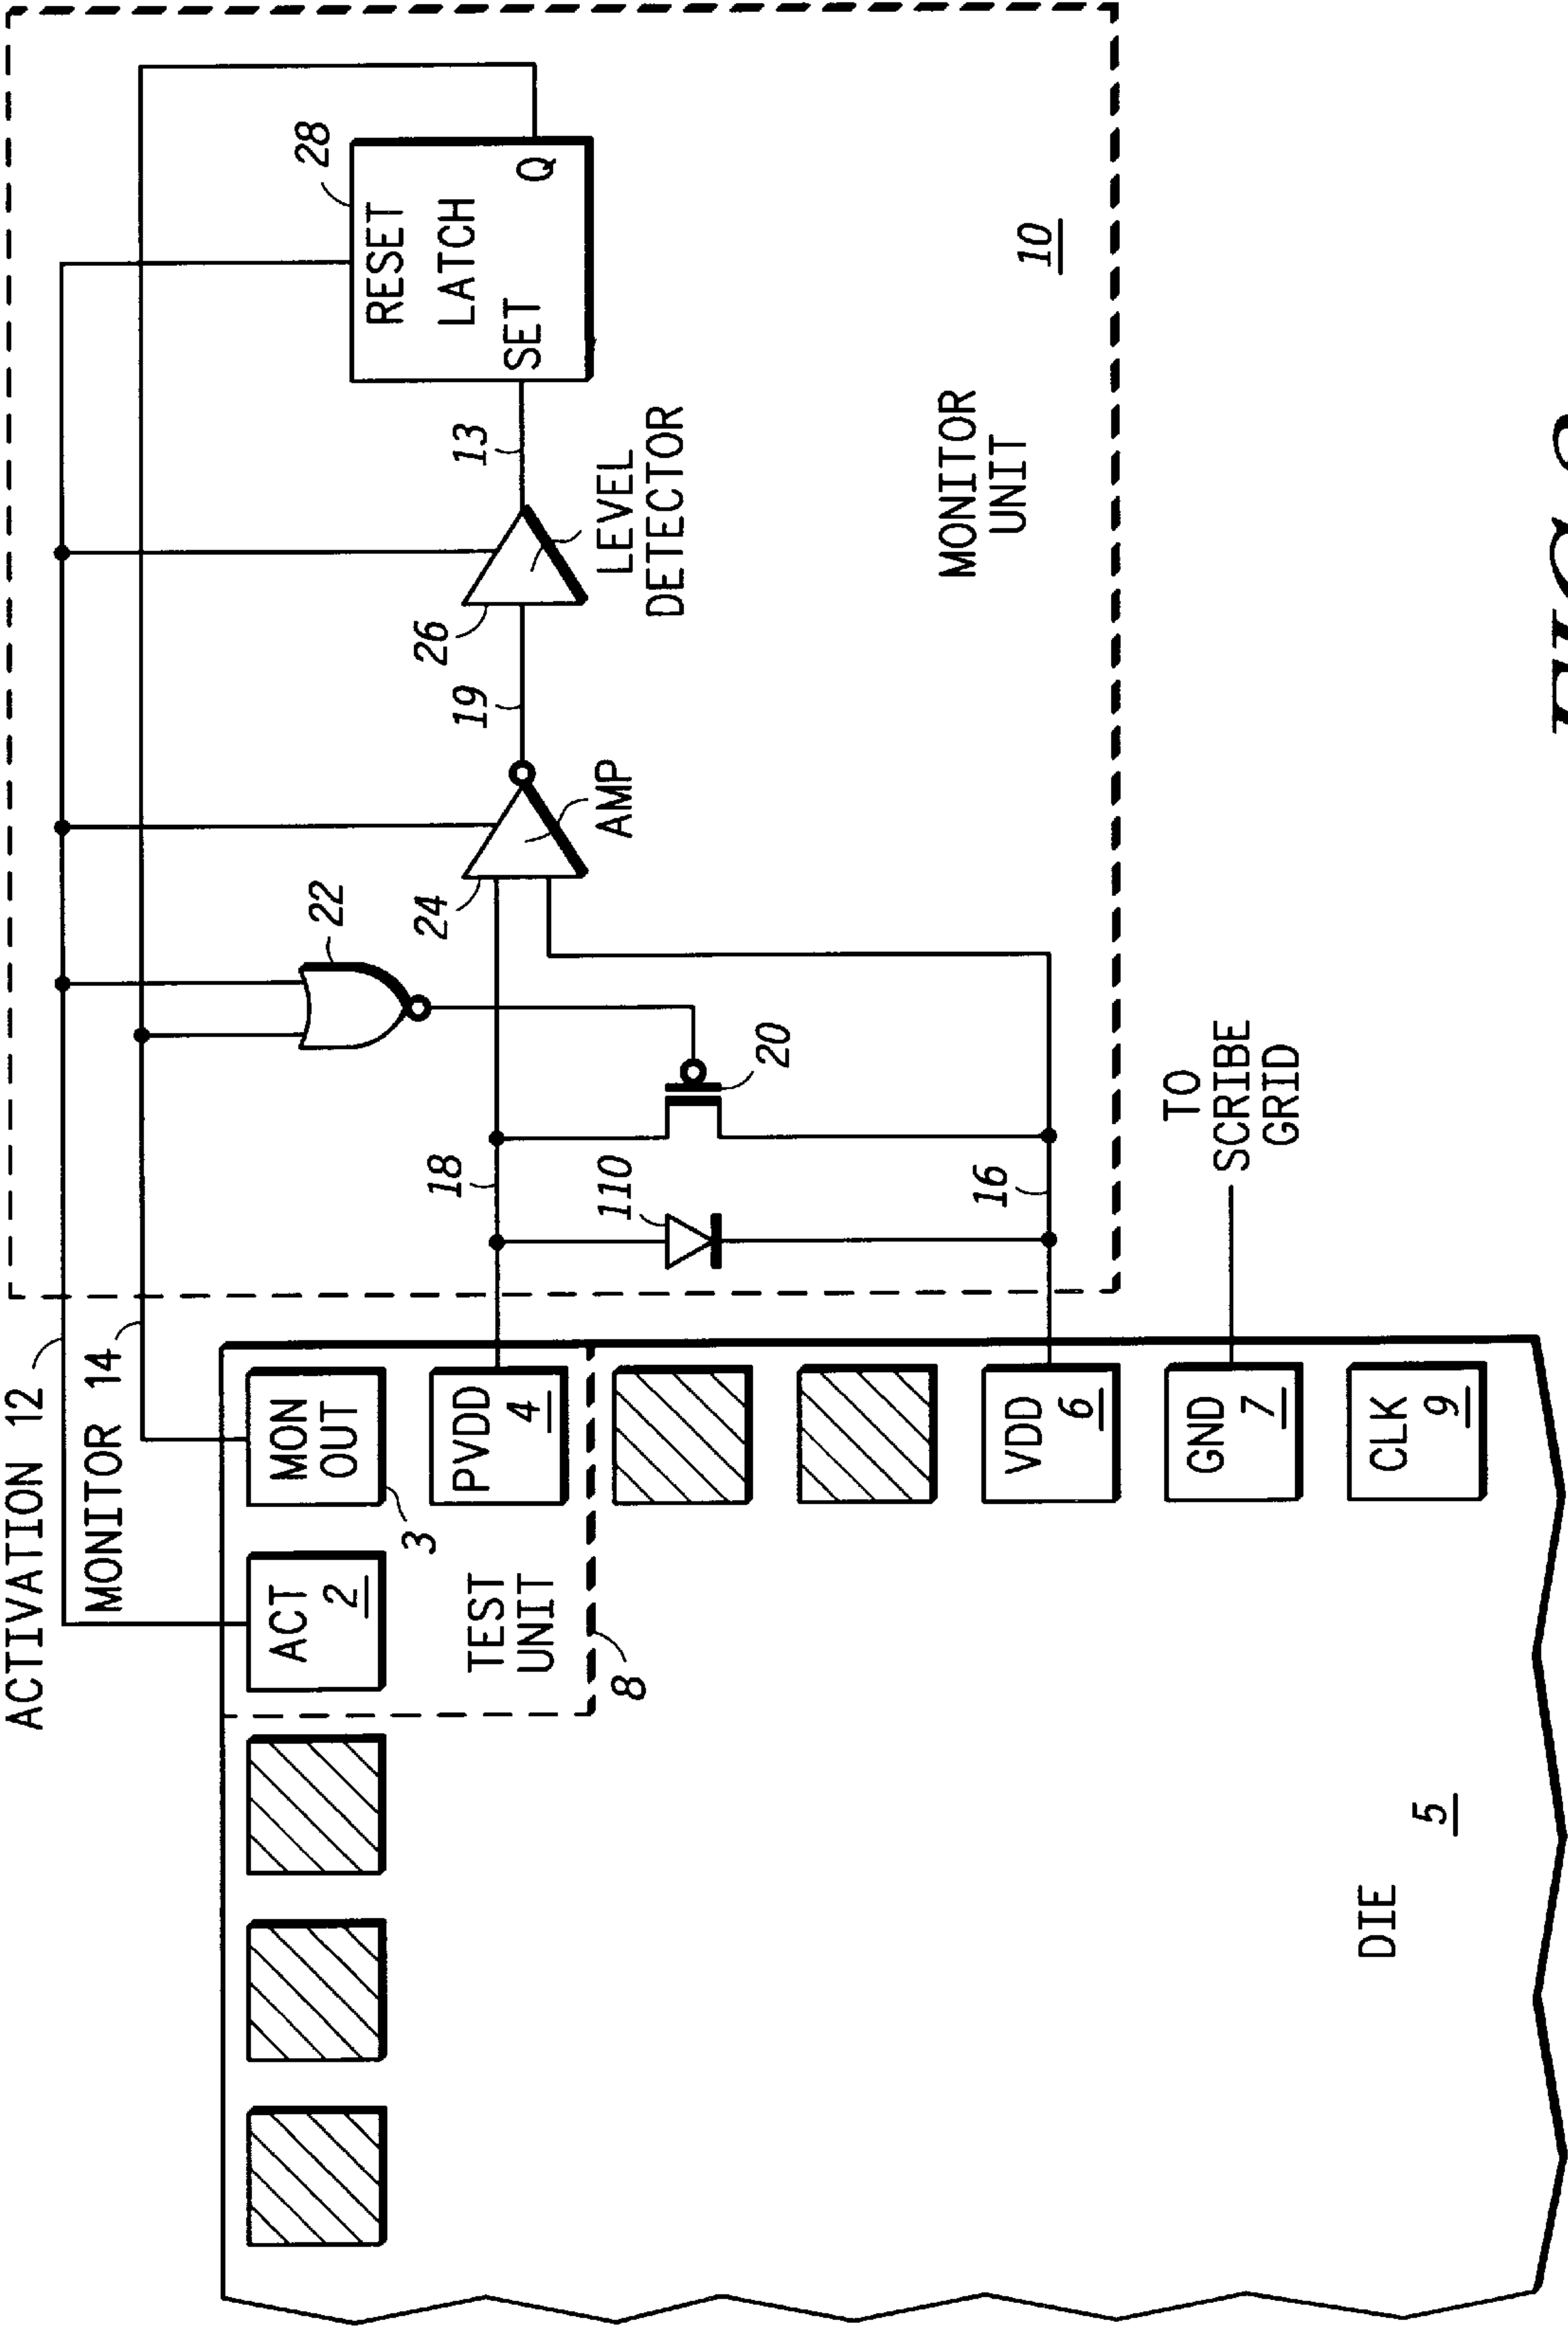 ACTIVATION 12
MONITOR 14
28
RESET
LATCH
SET
Q
22
24
AMP
19
26
LEVEL
DETECTOR
13
18
110
20
16
MONITOR
UNIT
10
ACT
2
MON
OUT
3
PVDD
4
TEST
UNIT
8
VDD
6
GND
7
TO
SCRIBE
GRID
CLK
9
DIE
5